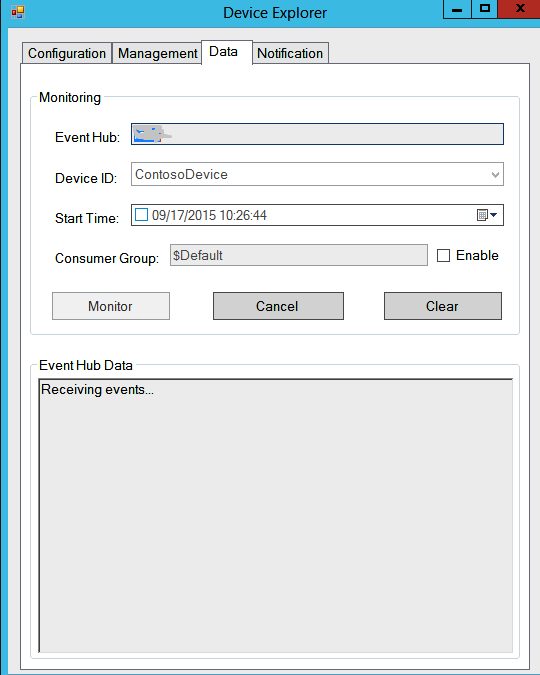 Device Explorer
Configuration Management Data Notification
Monitoring
Event Hub:
Device ID: ContosoDevice
Start Time: 09/17/2015 10:26:44
Consumer Group: $Default Enable
Monitor Cancel Clear
Event Hub Data
Receiving events...